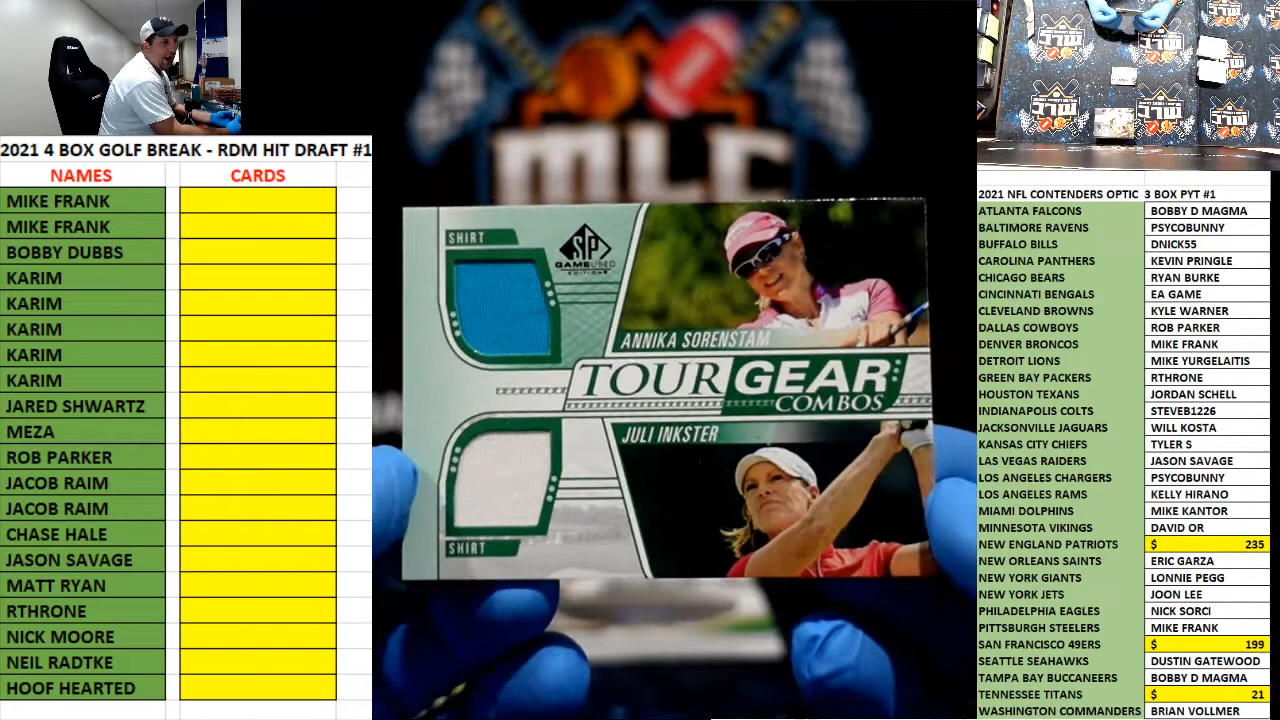 2021 4 BOX GOLF BREAK - RDM HIT DRAFT #1
NAMES CARDS
MIKE FRANK
MIKE FRANK
BOBBY DUBBS
KARIM
KARIM
KARIM
KARIM
KARIM
JARED SHWARTZ
MEZA
ROB PARKER
JACOB RAIM
JACOB RAIM
CHASE HALE
JASON SAVAGE
MATT RYAN
RTHRONE
NICK MOORE
NEIL RADTKE
HOOF HEARTED
MLC
SHIRT
SP
GAME USED
EDITION
ANNIKA SORENSTAM
TOUR GEAR
COMBOS
JULI INKSTER
SHIRT
2021 NFL CONTENDERS OPTIC 3 BOX PYT #1
ATLANTA FALCONS BOBBY D MAGMA
BALTIMORE RAVENS PSYCOBUNNY
BUFFALO BILLS DNICK55
CAROLINA PANTHERS KEVIN PRINGLE
CHICAGO BEARS RYAN BURKE
CINCINNATI BENGALS EA GAME
CLEVELAND BROWNS KYLE WARNER
DALLAS COWBOYS ROB PARKER
DENVER BRONCOS MIKE FRANK
DETROIT LIONS MIKE YURGELAITIS
GREEN BAY PACKERS RTHRONE
HOUSTON TEXANS JORDAN SCHELL
INDIANAPOLIS COLTS STEVEB1226
JACKSONVILLE JAGUARS WILL KOSTA
KANSAS CITY CHIEFS TYLER S
LAS VEGAS RAIDERS JASON SAVAGE
LOS ANGELES CHARGERS PSYCOBUNNY
LOS ANGELES RAMS KELLY HIRANO
MIAMI DOLPHINS MIKE KANTOR
MINNESOTA VIKINGS DAVID OR
NEW ENGLAND PATRIOTS $ 235
NEW ORLEANS SAINTS ERIC GARZA
NEW YORK GIANTS LONNIE PEGG
NEW YORK JETS JOON LEE
PHILADELPHIA EAGLES NICK SORCI
PITTSBURGH STEELERS MIKE FRANK
SAN FRANCISCO 49ERS $ 199
SEATTLE SEAHAWKS DUSTIN GATEWOOD
TAMPA BAY BUCCANEERS BOBBY D MAGMA
TENNESSEE TITANS $ 21
WASHINGTON COMMANDERS BRIAN VOLLMER